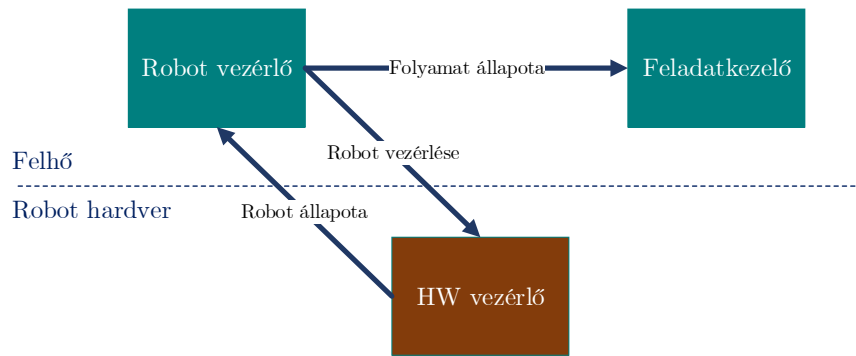 Robot vezérlő
Folyamat állapota
Feladatkezelő
Robot vezérlése
Felhő
Robot hardver
Robot állapota
HW vezérlő